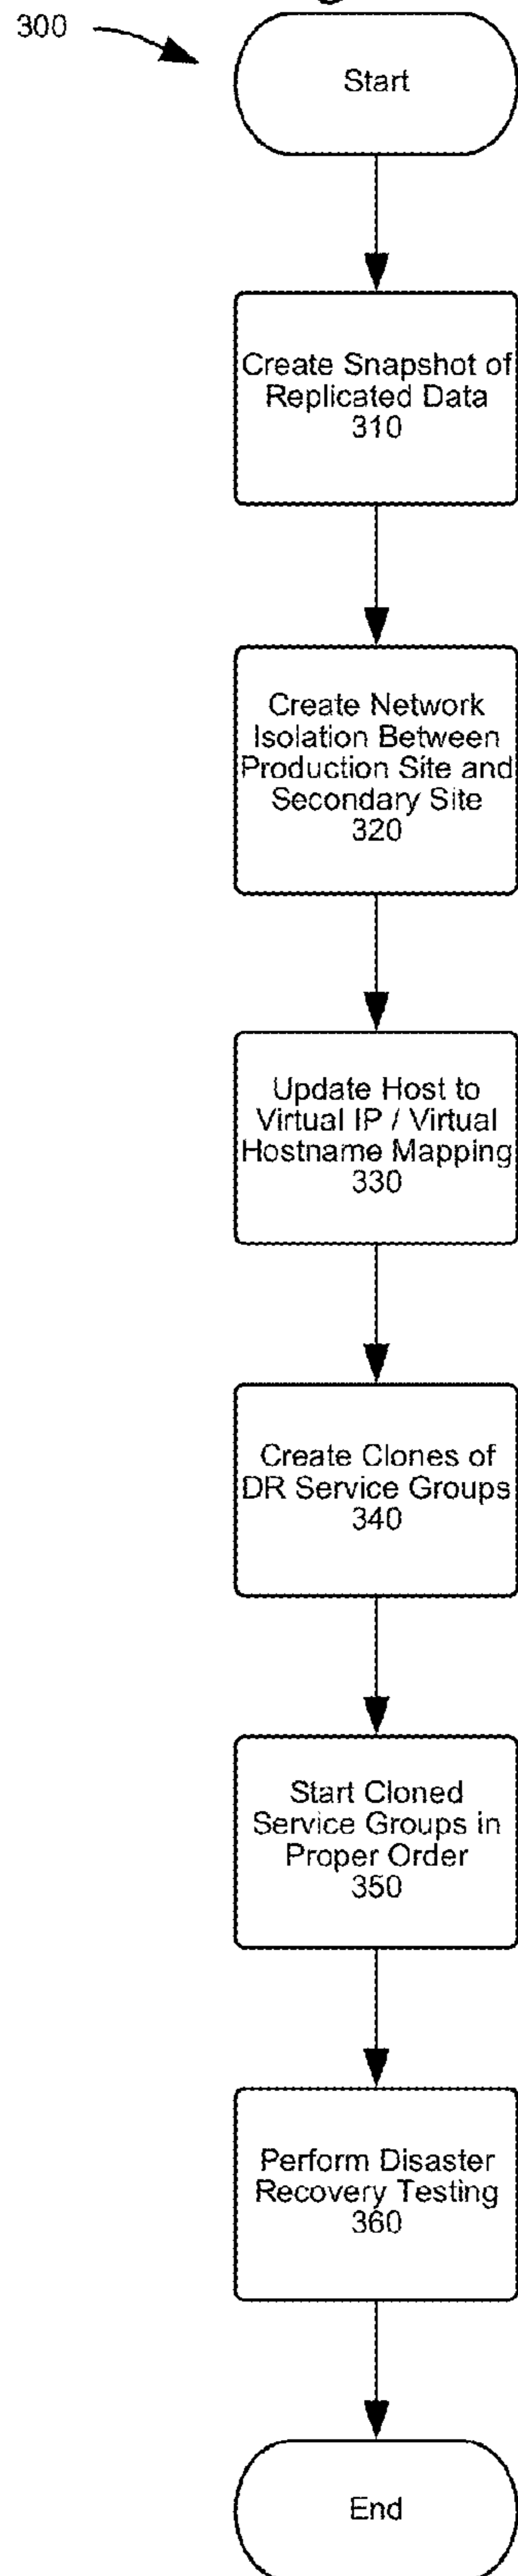 300
Start
Create Snapshot of
Replicated Data
310
Create Network
Isolation Between
Production Site and
Secondary Site
320
Update Host to
Virtual IP / Virtual
Hostname Mapping
330
Create Clones of
DR Service Groups
340
Start Cloned
Service Groups in
Proper Order
350
Perform Disaster
Recovery Testing
360
End